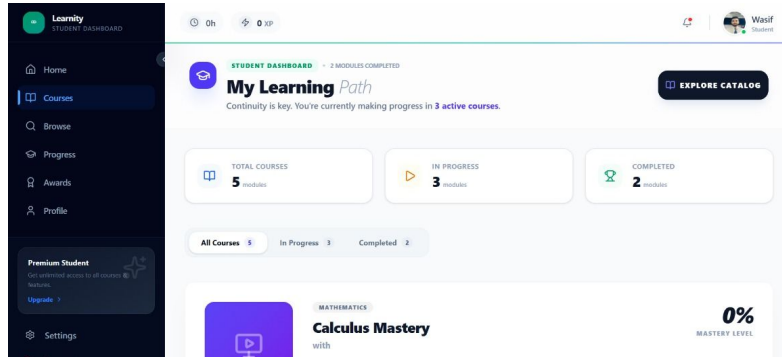 Learnity
STUDENT DASHBOARD
0h
0 XP
Wasif
Student
Home
Courses
Browse
Progress
Awards
Profile
Premium Student
Get unlimited access to all courses &
features.
Upgrade
Settings
STUDENT DASHBOARD • 2 MODULES COMPLETED
My Learning Path
Continuity is key. You're currently making progress in 3 active courses.
EXPLORE CATALOG
TOTAL COURSES
5 modules
IN PROGRESS
3 modules
COMPLETED
2 modules
All Courses 5
In Progress 3
Completed 2
MATHEMATICS
Calculus Mastery
with
0%
MASTERY LEVEL